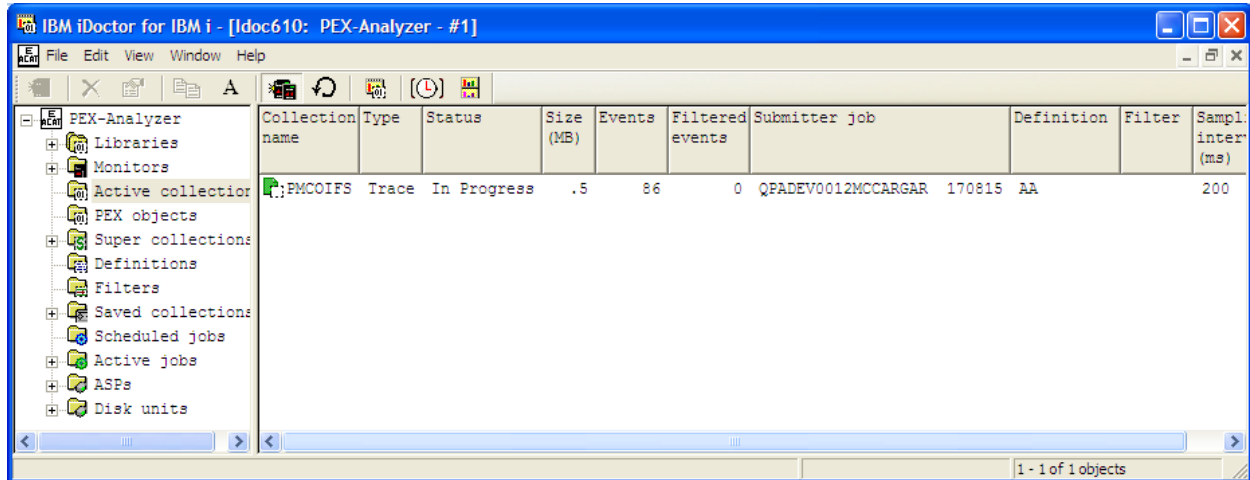 IBM iDoctor for IBM i - [Idoc610: PEX-Analyzer - #1]
File Edit View Window Help
A
PEX-Analyzer
Libraries
Monitors
Active collection
PEX objects
Super collections
Definitions
Filters
Saved collections
Scheduled jobs
Active jobs
ASPs
Disk units
Collection name Type Status Size (MB) Events Filtered events Submitter job Definition Filter Sampl: inter (ms)
PMCOIFS Trace In Progress .5 86 0 QPADEV0012MCCARGAR 170815 AA 200
1 - 1 of 1 objects